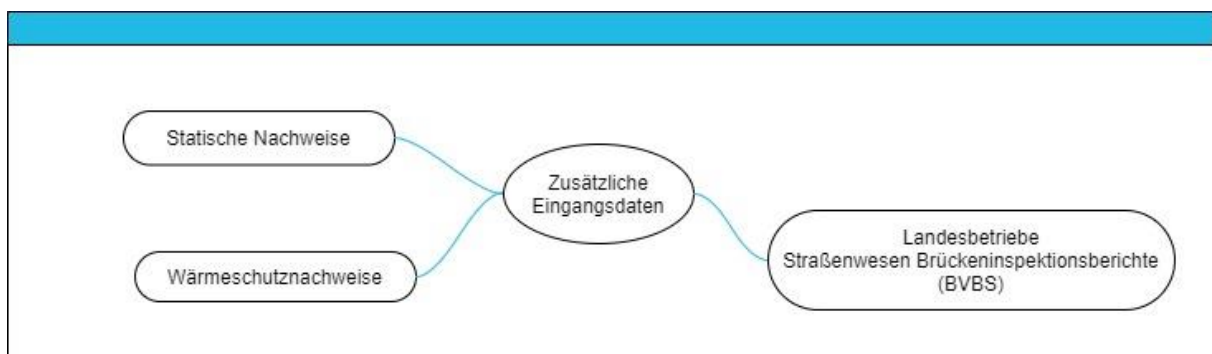 Statische Nachweise
Zusätzliche
Eingangsdaten
Wärmeschutznachweise
Landesbetriebe
Straßenwesen Brückeninspektionsberichte
(BVBS)